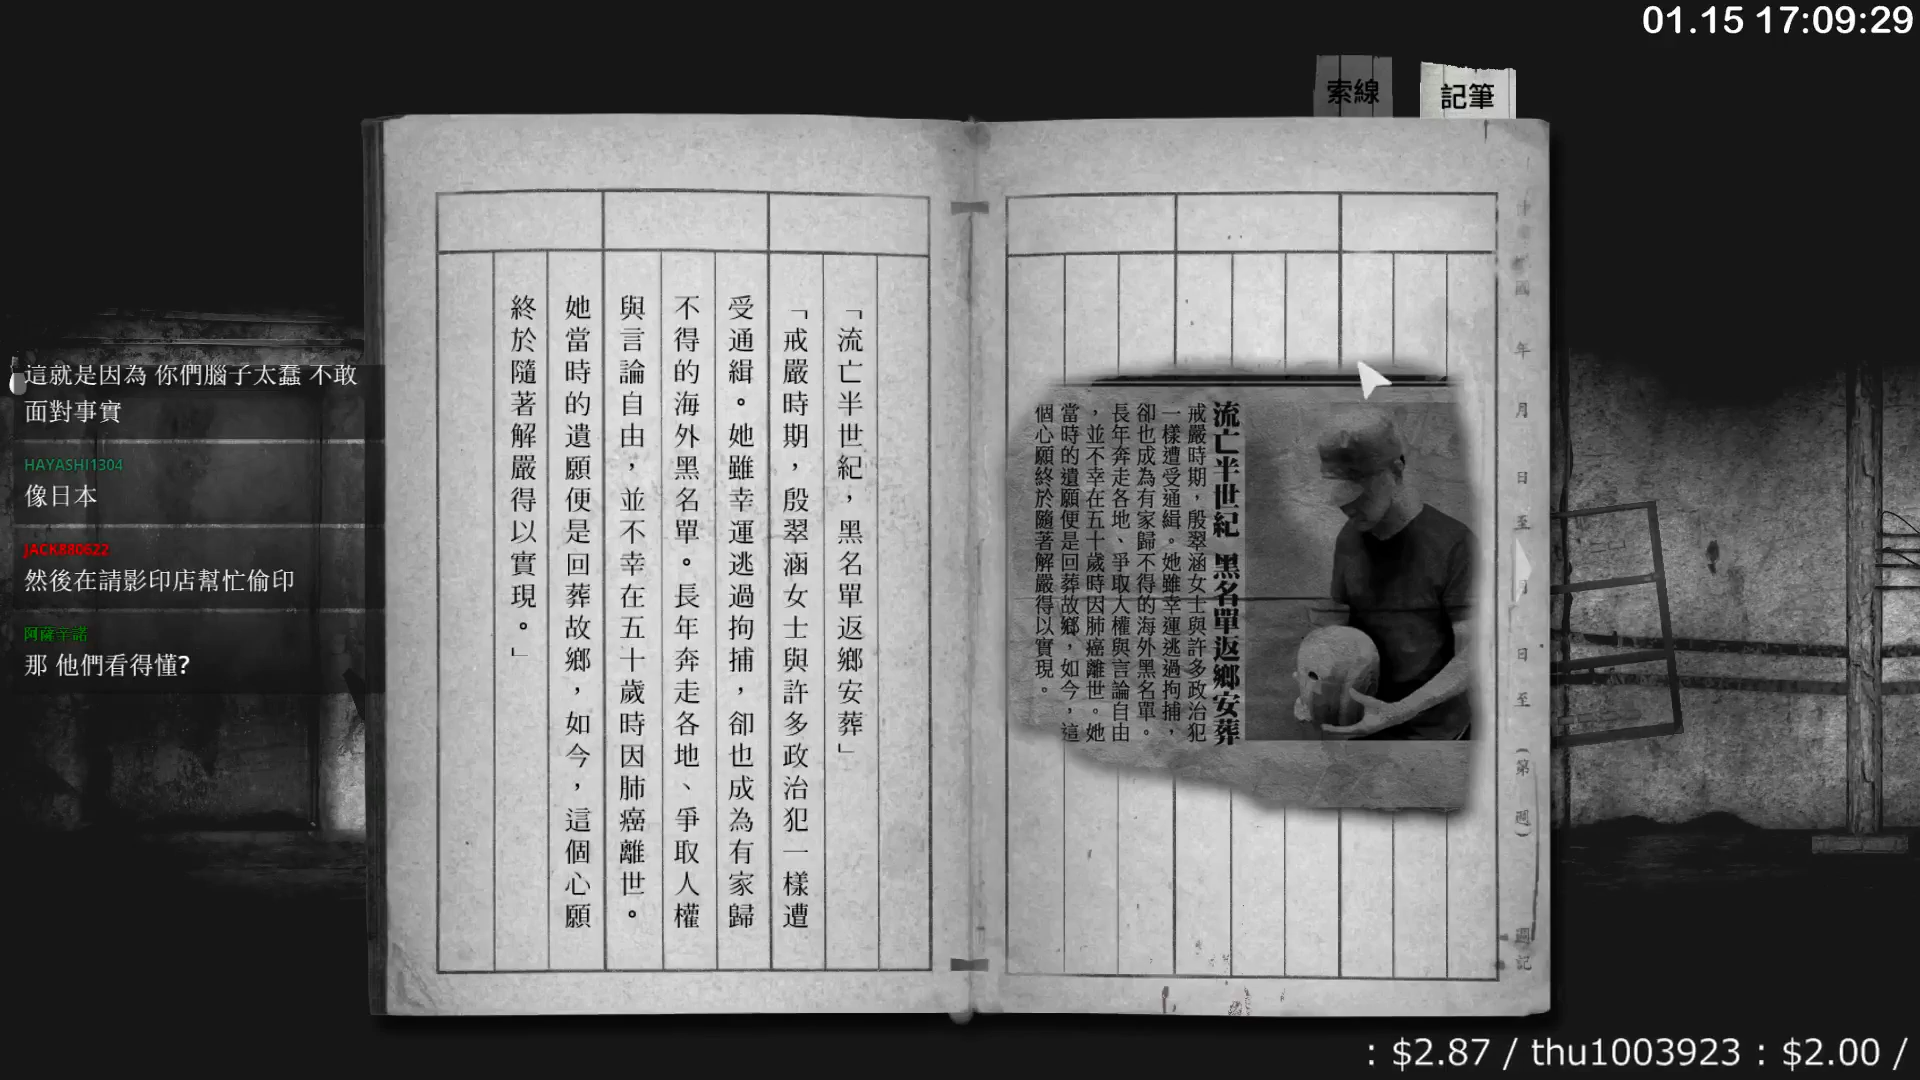 01.15 17:09:29
索線
記筆
這就是因為 你們腦子太蠢 不敢
面對事實
HAYASHI1304
像日本
JACK880622
然後在請影印店幫忙偷印
阿薩辛諾
那 他們看得懂?
「流亡半世紀，黑名單返鄉安葬」
「戒嚴時期，殷翠涵女士與許多政治犯一樣遭
受通緝。她雖幸運逃過拘捕，卻也成為有家歸
不得的海外黑名單。長年奔走各地、爭取人權
與言論自由，並不幸在五十歲時因肺癌離世。
她當時的遺願便是回葬故鄉，如今，這個心願
終於隨著解嚴得以實現。」
流亡半世紀 黑名單返鄉安葬
戒嚴時期，殷翠涵女士與許多政治犯
一樣遭受通緝。她雖幸運逃過拘捕，
卻也成為有家歸不得的海外黑名單。
長年奔走各地、爭取人權與言論自由
，並不幸在五十歲時因肺癌離世。她
當時的遺願便是回葬故鄉，如今，這
個心願終於隨著解嚴得以實現。
國 年 月 日至 月 日至 (第 週) 週記
: $2.87 / thu1003923 : $2.00 /